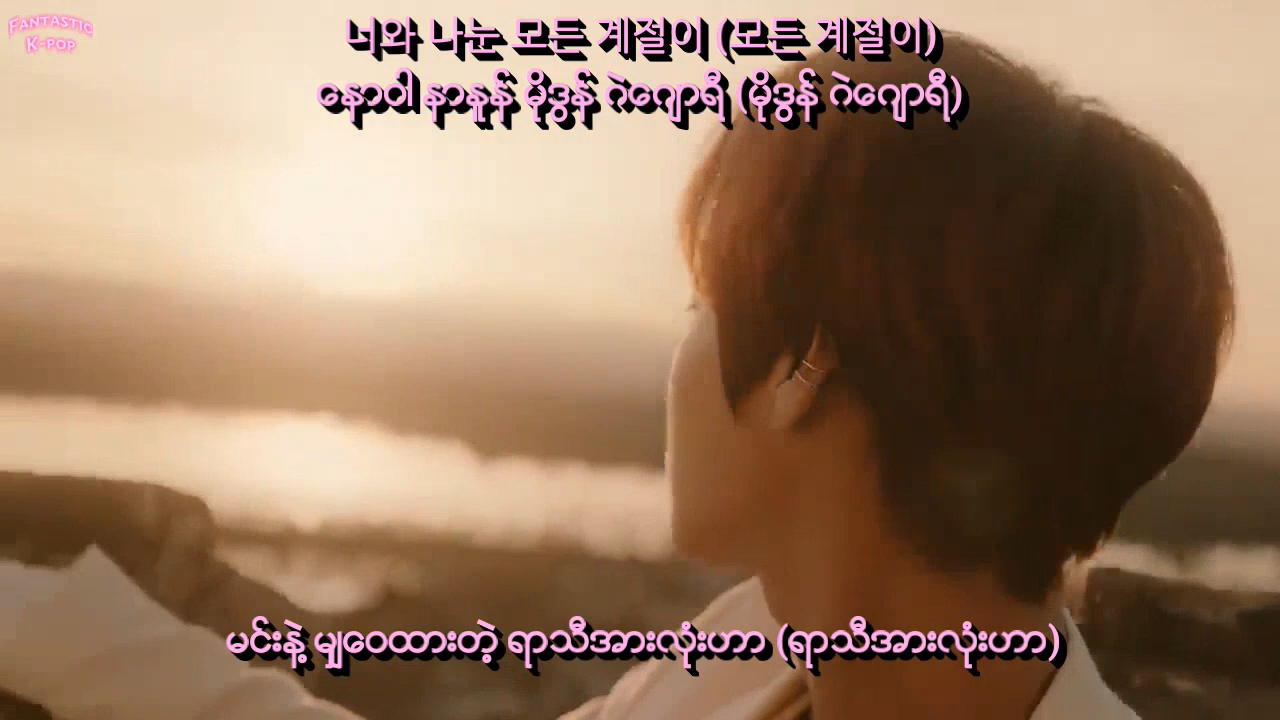 FANTASTIC
K-POP
너와 나눈 모든 계절이 (모든 계절이)
နောဝါ နာနူန် မိုဒွန် ဂဲဂျောရီ (မိုဒွန် ဂဲဂျောရီ)
မင်းနဲ့ မျှဝေထားတဲ့ ရာသီအားလုံးဟာ (ရာသီအားလုံးဟာ)